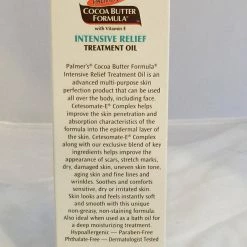 PALMER'S
COCOA BUTTER
FORMULA®
with Vitamin E
INTENSIVE RELIEF
TREATMENT OIL
Palmer's® Cocoa Butter Formula®
Intensive Relief Treatment Oil is an
advanced multi-purpose skin
perfection product that can be used
all over the body, including face.
Cetesomate-E® Complex helps
improve the skin penetration and
absorption characteristics of the
formula into the epidermal layer of
the skin. Cetesomate-E® Complex
along with our exclusive blend of key
ingredients helps improve the
appearance of scars, stretch marks,
dry, damaged skin, uneven skin tone,
aging skin and fine lines and
wrinkles. Soothes and comforts
sensitive, dry or irritated skin.
Skin looks and feels instantly soft
and smooth with this unique
non-greasy, non-staining formula.
Also ideal when used as a bath oil for
a deep moisturizing treatment.
Hypoallergenic — Paraben-Free
Phthalate-Free — Dermatologist Tested